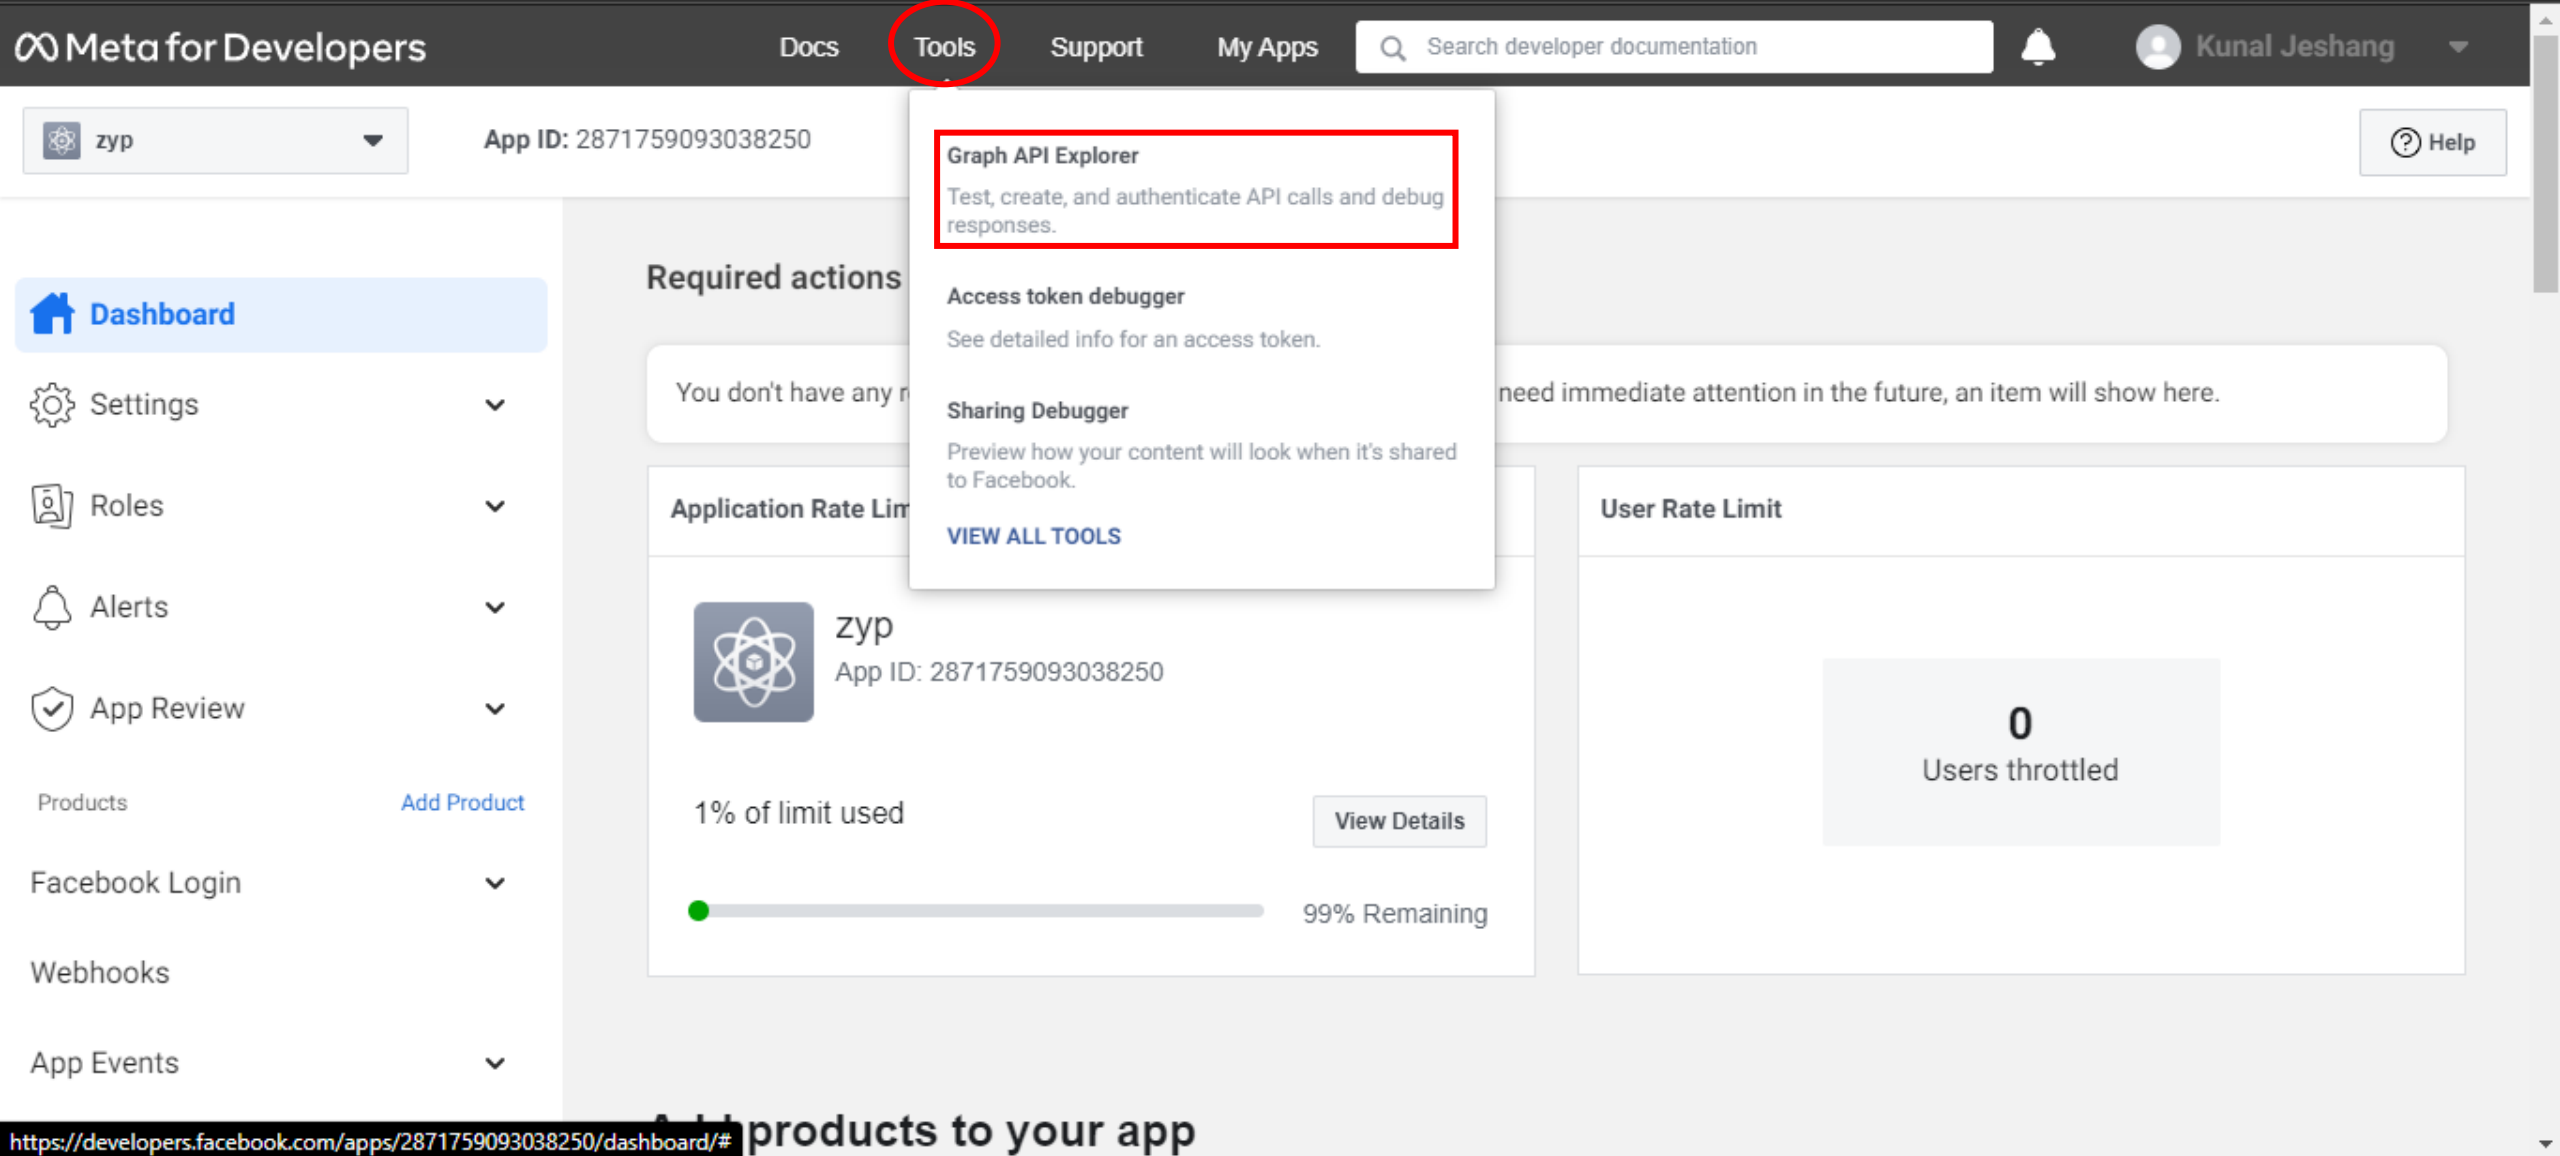 Meta for Developers
Docs
Tools
Support
My Apps
Search developer documentation
Kunal Jeshang
zyp
App ID: 2871759093038250
Help
Graph API Explorer
Test, create, and authenticate API calls and debug
responses.
Access token debugger
See detailed info for an access token.
Sharing Debugger
Preview how your content will look when it's shared
to Facebook.
VIEW ALL TOOLS
Dashboard
Settings
Roles
Alerts
App Review
Products
Add Product
Facebook Login
Webhooks
App Events
Required actions
You don't have any
need immediate attention in the future, an item will show here.
Application Rate
zyp
App ID: 2871759093038250
1% of limit used
View Details
99% Remaining
User Rate Limit
0
Users throttled
products to your app
https://developers.facebook.com/apps/2871759093038250/dashboard/#